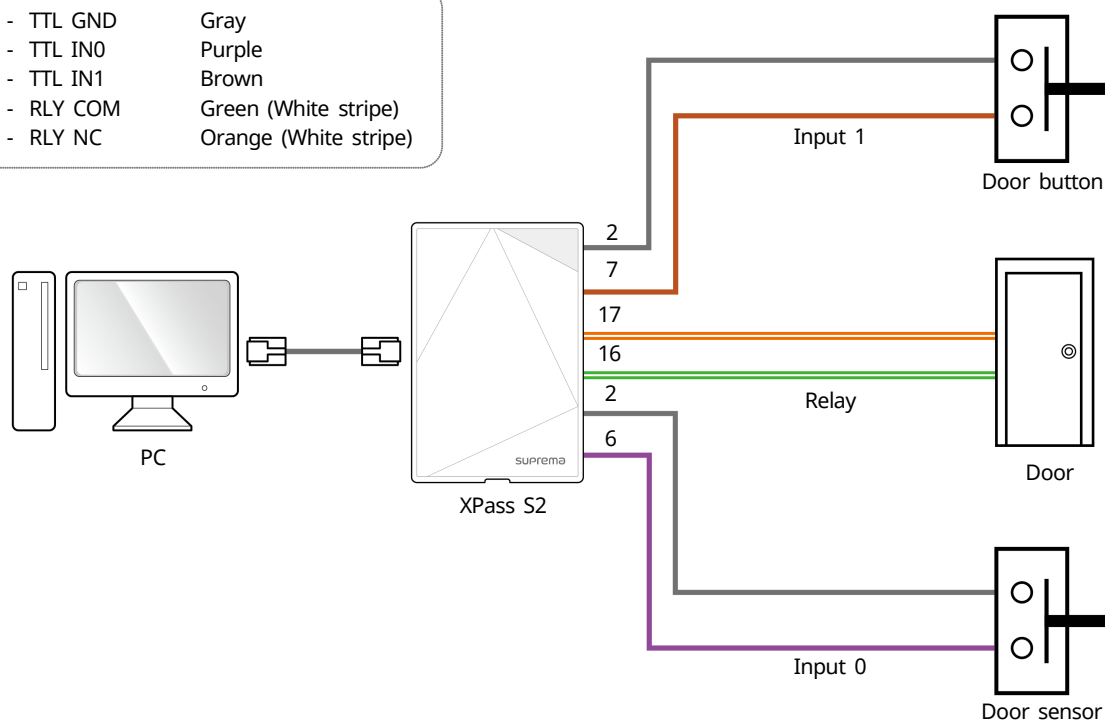 - TTL GND Gray
- TTL IN0 Purple
- TTL IN1 Brown
- RLY COM Green (White stripe)
- RLY NC Orange (White stripe)
Input 1
Door button
2
7
17
16
Relay
2
6
suprema
PC
XPass S2
Door
Input 0
Door sensor